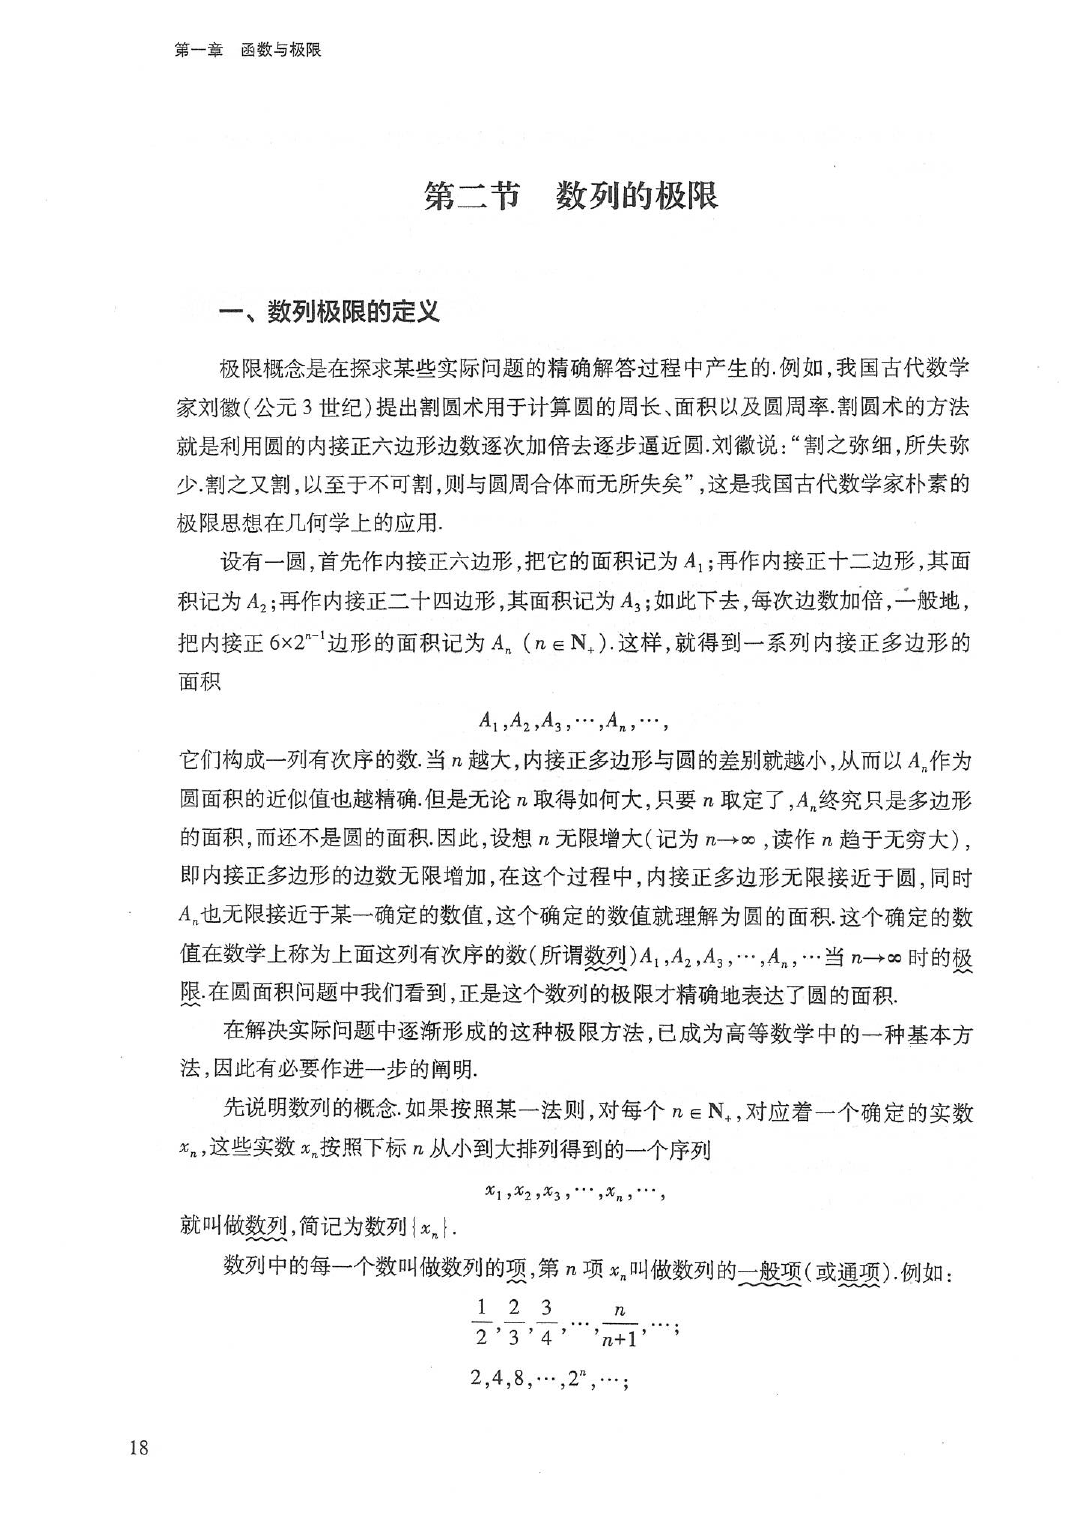 第一章 函数与极限
第二节 数列的极限
一、数列极限的定义
极限概念是在探求某些实际问题的精确解答过程中产生的.例如,我国古代数学
家刘徽(公元 3 世纪)提出割圆术用于计算圆的周长、面积以及圆周率.割圆术的方法
就是利用圆的内接正六边形边数逐次加倍去逐步逼近圆.刘徽说:“割之弥细,所失弥
少.割之又割,以至于不可割,则与圆周合体而无所失矣”,这是我国古代数学家朴素的
极限思想在几何学上的应用.
设有一圆,首先作内接正六边形,把它的面积记为 A₁;再作内接正十二边形,其面
积记为 A₂;再作内接正二十四边形,其面积记为 A₃;如此下去,每次边数加倍,一般地,
把内接正 6×2ⁿ⁻¹边形的面积记为 Aₙ (n∈N₊).这样,就得到一系列内接正多边形的
面积
A₁,A₂,A₃,…,Aₙ,…,
它们构成一列有次序的数.当 n 越大,内接正多边形与圆的差别就越小,从而以 Aₙ作为
圆面积的近似值也越精确.但是无论 n 取得如何大,只要 n 取定了,Aₙ终究只是多边形
的面积,而还不是圆的面积.因此,设想 n 无限增大(记为 n→∞,读作 n 趋于无穷大),
即内接正多边形的边数无限增加,在这个过程中,内接正多边形无限接近于圆,同时
Aₙ也无限接近于某一确定的数值,这个确定的数值就理解为圆的面积.这个确定的数
值在数学上称为上面这列有次序的数(所谓数列)A₁,A₂,A₃,…,Aₙ,…当 n→∞ 时的极
限.在圆面积问题中我们看到,正是这个数列的极限才精确地表达了圆的面积.
在解决实际问题中逐渐形成的这种极限方法,已成为高等数学中的一种基本方
法,因此有必要作进一步的阐明.
先说明数列的概念.如果按照某一法则,对每个 n∈N₊,对应着一个确定的实数
xₙ,这些实数 xₙ按照下标 n 从小到大排列得到的一个序列
x₁,x₂,x₃,…,xₙ,…,
就叫做数列,简记为数列{xₙ}.
数列中的每一个数叫做数列的项,第 n 项 xₙ叫做数列的一般项(或通项).例如:
1/2,2/3,3/4,…,n/(n+1),…;
2,4,8,…,2ⁿ,…;
18